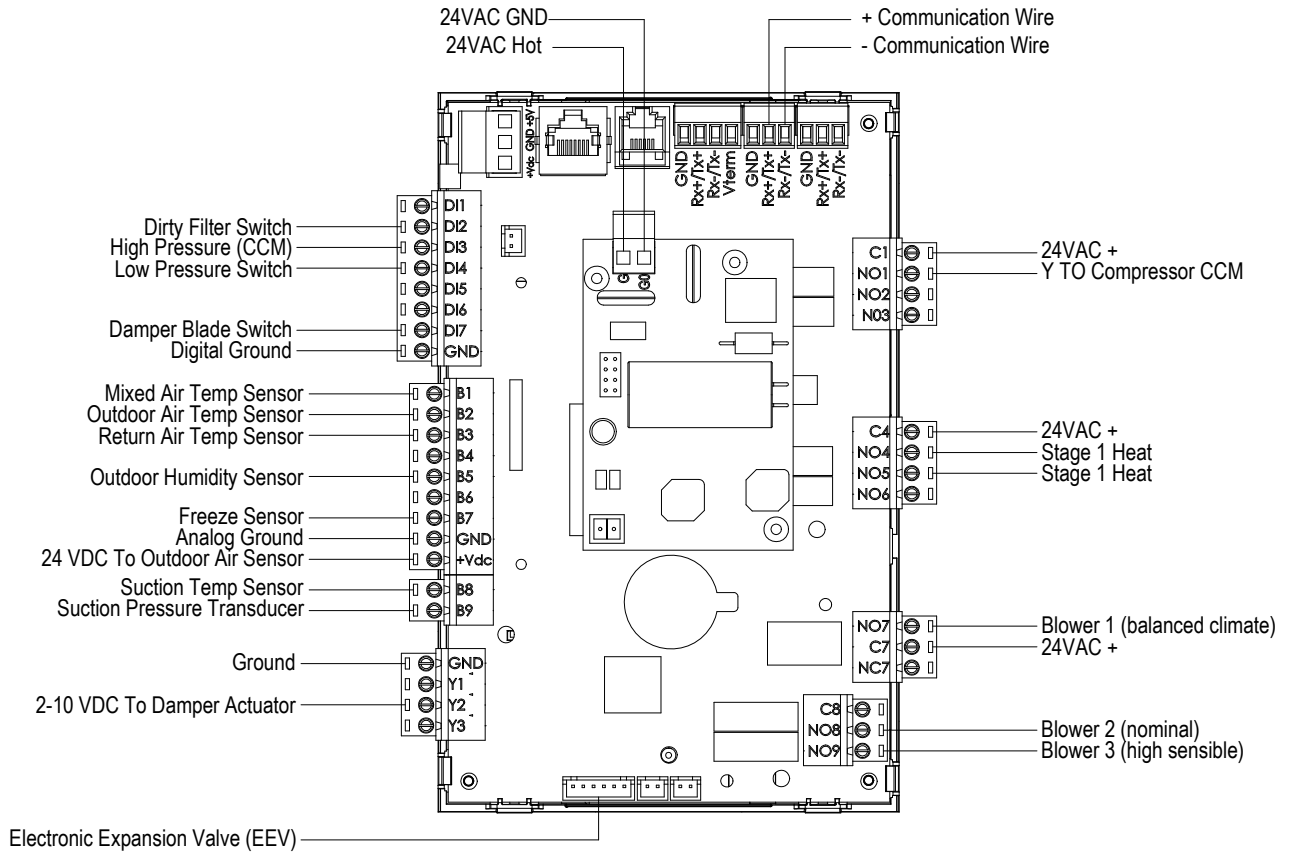 24VAC GND
24VAC Hot
+ Communication Wire
- Communication Wire
+Vdc GND +5V
GND
Rx+/Tx+
Rx-/Tx-
Vterm
GND
Rx+/Tx+
Rx-/Tx-
GND
Rx+/Tx+
Rx-/Tx-
G
G0
DI1
Dirty Filter Switch DI2
High Pressure (CCM) DI3
Low Pressure Switch DI4
DI5
DI6
Damper Blade Switch DI7
Digital Ground GND
Mixed Air Temp Sensor B1
Outdoor Air Temp Sensor B2
Return Air Temp Sensor B3
B4
Outdoor Humidity Sensor B5
B6
Freeze Sensor B7
Analog Ground GND
24 VDC To Outdoor Air Sensor +Vdc
Suction Temp Sensor B8
Suction Pressure Transducer B9
Ground GND
Y1
2-10 VDC To Damper Actuator Y2
Y3
C1 24VAC +
NO1 Y TO Compressor CCM
NO2
N03
C4 24VAC +
NO4 Stage 1 Heat
NO5 Stage 1 Heat
NO6
NO7 Blower 1 (balanced climate)
C7 24VAC +
NC7
C8
NO8 Blower 2 (nominal)
NO9 Blower 3 (high sensible)
Electronic Expansion Valve (EEV)